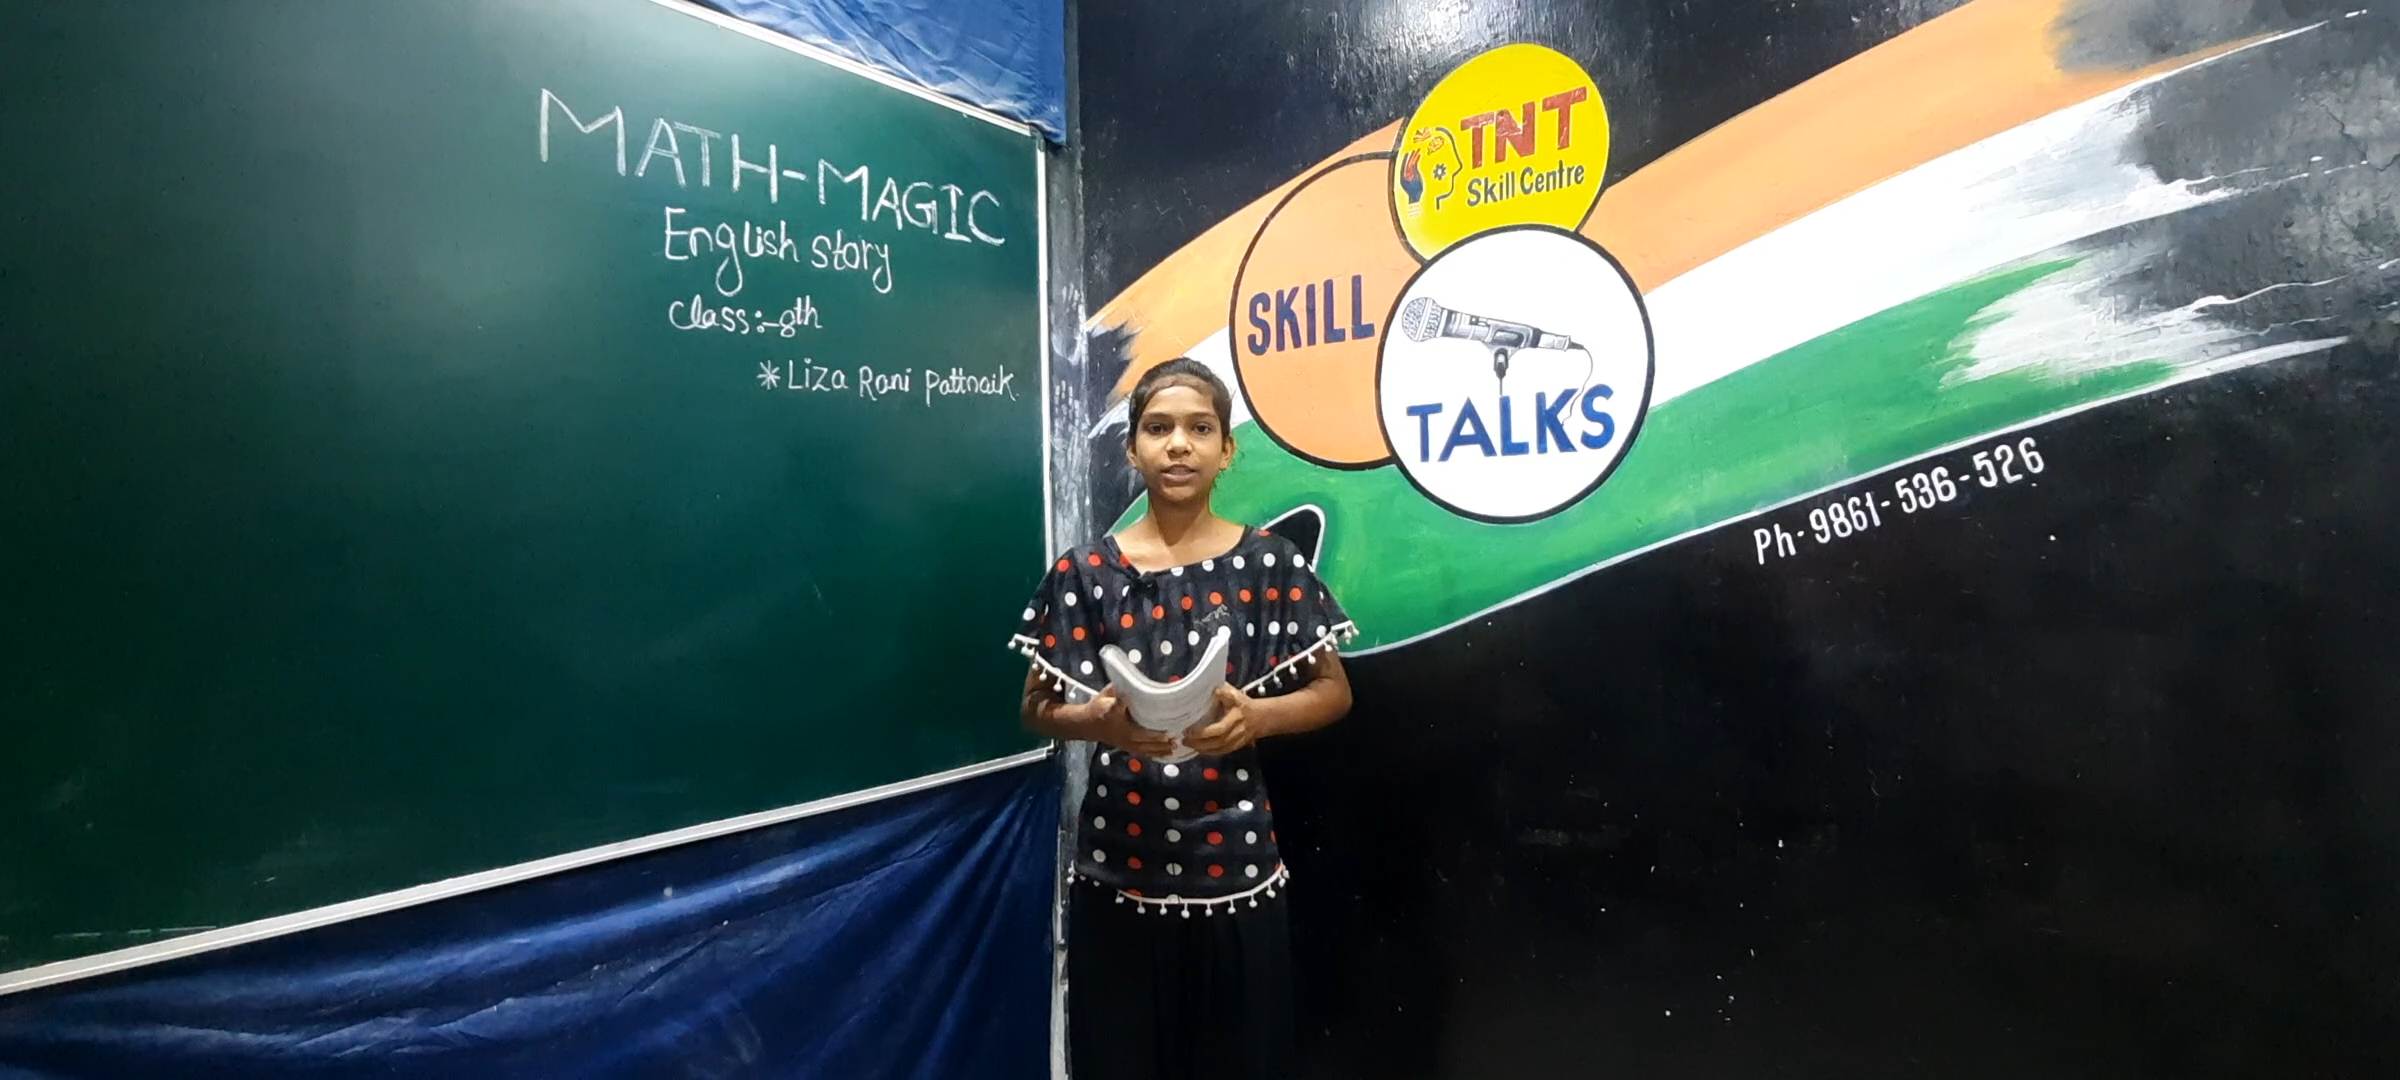 MATH-MAGIC
English story
Class:-8th
* Liza Rani Pattnaik.
TNT
Skill Centre
SKILL
TALKS
Ph-9861-536-526